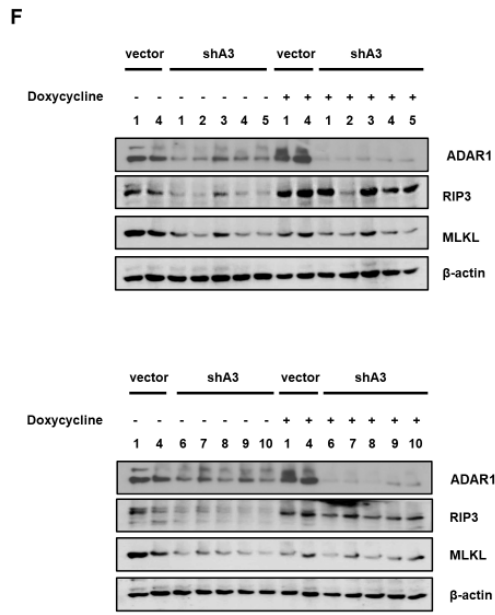 F
vector shA3 vector shA3
Doxycycline - - - - - - - + + + + + + +
1 4 1 2 3 4 5 1 4 1 2 3 4 5
ADAR1
RIP3
MLKL
β-actin
vector shA3 vector shA3
Doxycycline - - - - - - - + + + + + + +
1 4 6 7 8 9 10 1 4 6 7 8 9 10
ADAR1
RIP3
MLKL
β-actin